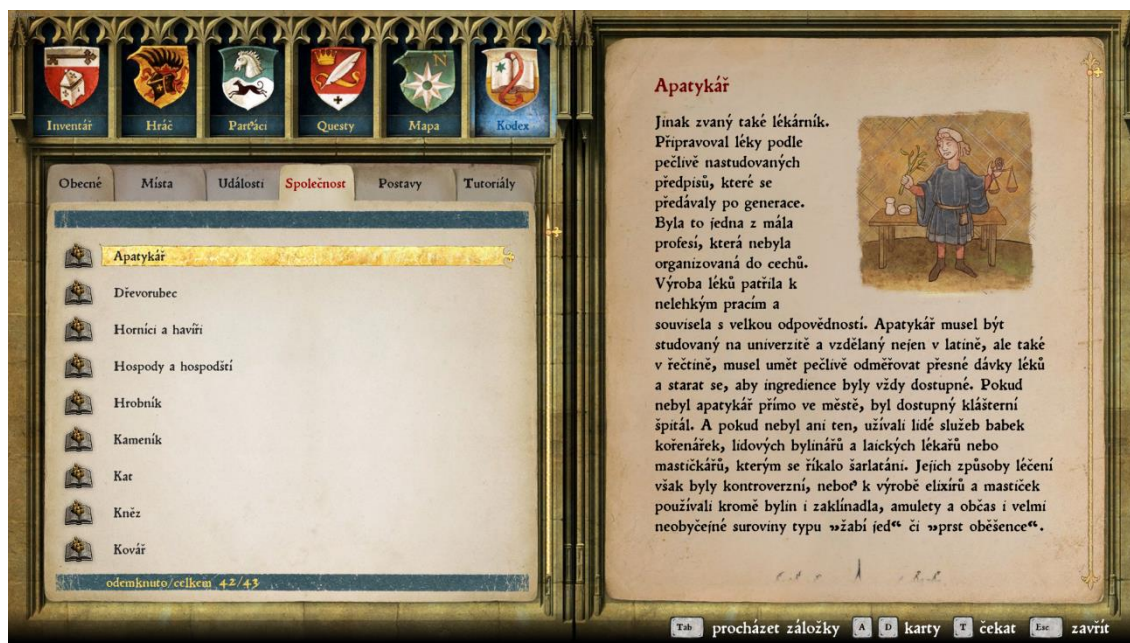 Inventář
Hráč
Parťáci
Questy
Mapa
Kodex
N
Obecné
Místa
Události
Společnost
Postavy
Tutoriály
Apatykář
Dřevorubec
Horníci a havíři
Hospody a hospodští
Hrobník
Kameník
Kat
Kněz
Kovář
odemknuto/celkem 42/43
Apatykář
Jinak zvaný také lékárník.
Připravoval léky podle
pečlivě nastudovaných
předpisů, které se
předávaly po generace.
Byla to jedna z mála
profesí, která nebyla
organizovaná do cechů.
Výroba léků patřila k
nelehkým pracím a
souvisela s velkou odpovědností. Apatykář musel být
studovaný na univerzitě a vzdělaný nejen v latině, ale také
v řečtině, musel umět pečlivě odměřovat přesné dávky léků
a starat se, aby ingredience byly vždy dostupné. Pokud
nebyl apatykář přímo ve městě, byl dostupný klášterní
špitál. A pokud nebyl ani ten, užívali lidé služeb babek
kořenářek, lidových bylinářů a laických lékařů nebo
mastičkářů, kterým se říkalo šarlatáni. Jejich způsoby léčení
však byly kontroverzní, neboť k výrobě elixírů a mastiček
používali kromě bylin i zaklínadla, amulety a občas i velmi
neobyčejné suroviny typu »žabí jed“ či »prst oběšence“.
Tab procházet záložky A D karty T čekat Esc zavřít